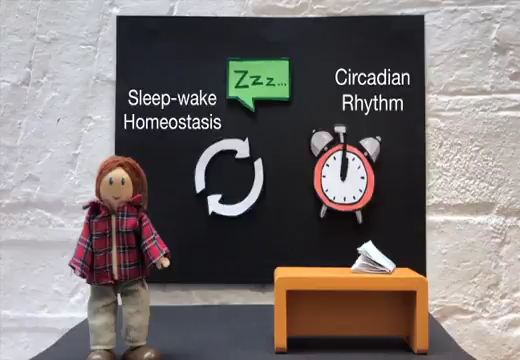 Zzz...
Sleep-wake
Homeostasis
Circadian
Rhythm